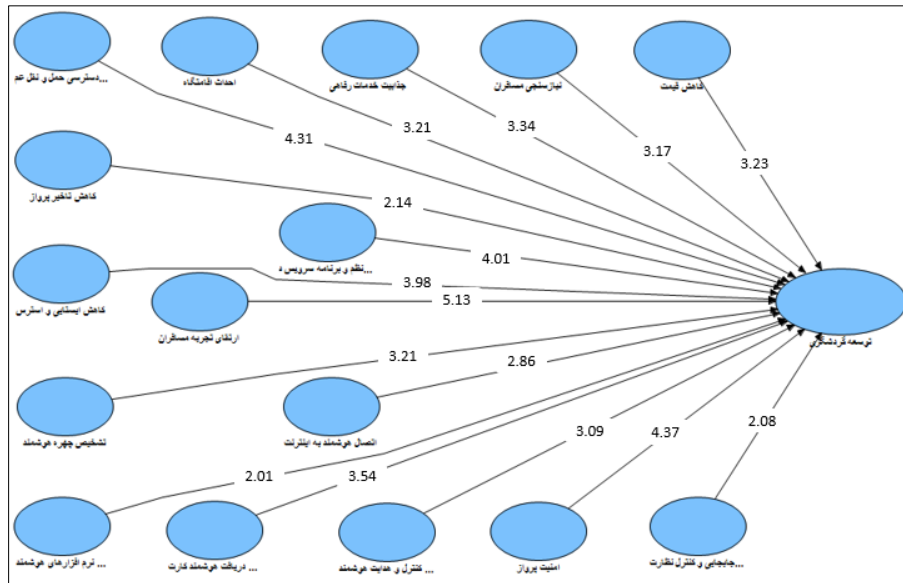 دسترسی حمل و نقل عم...
احداث اقامتگاه
جذابیت خدمات رفاهی
نیازسنجی مسافران
کاهش قیمت
4.31
3.21
3.34
3.17
3.23
کاهش تاخیر پرواز
2.14
نظم و برنامه سرویس د...
4.01
کاهش ایستایی و استرس
3.98
ارتقای تجربه مسافران
5.13
توسعه گردشگری
تشخیص چهره هوشمند
3.21
اتصال هوشمند به اینترنت
2.86
نرم افزارهای هوشمند ...
2.01
دریافت هوشمند کارت ...
3.54
کنترل و هدایت هوشمند ...
3.09
امنیت پرواز
4.37
جابجایی و کنترل نظارت...
2.08